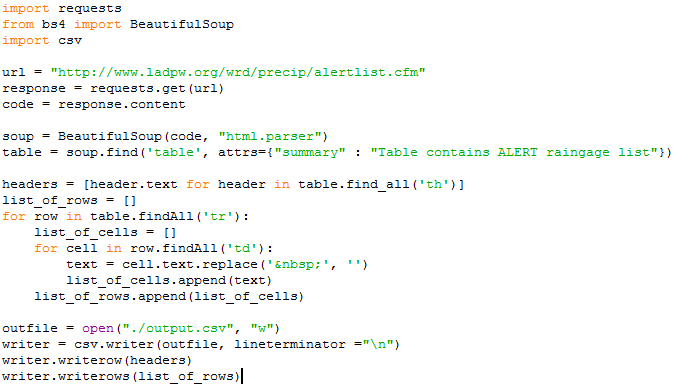 import requests
from bs4 import BeautifulSoup
import csv

url = "http://www.ladpw.org/wrd/precip/alertlist.cfm"
response = requests.get(url)
code = response.content

soup = BeautifulSoup(code, "html.parser")
table = soup.find('table', attrs={"summary" : "Table contains ALERT raingage list"})

headers = [header.text for header in table.find_all('th')]
list_of_rows = []
for row in table.findAll('tr'):
    list_of_cells = []
    for cell in row.findAll('td'):
        text = cell.text.replace('&nbsp;', '')
        list_of_cells.append(text)
    list_of_rows.append(list_of_cells)

outfile = open("./output.csv", "w")
writer = csv.writer(outfile, lineterminator ="\n")
writer.writerow(headers)
writer.writerows(list_of_rows)